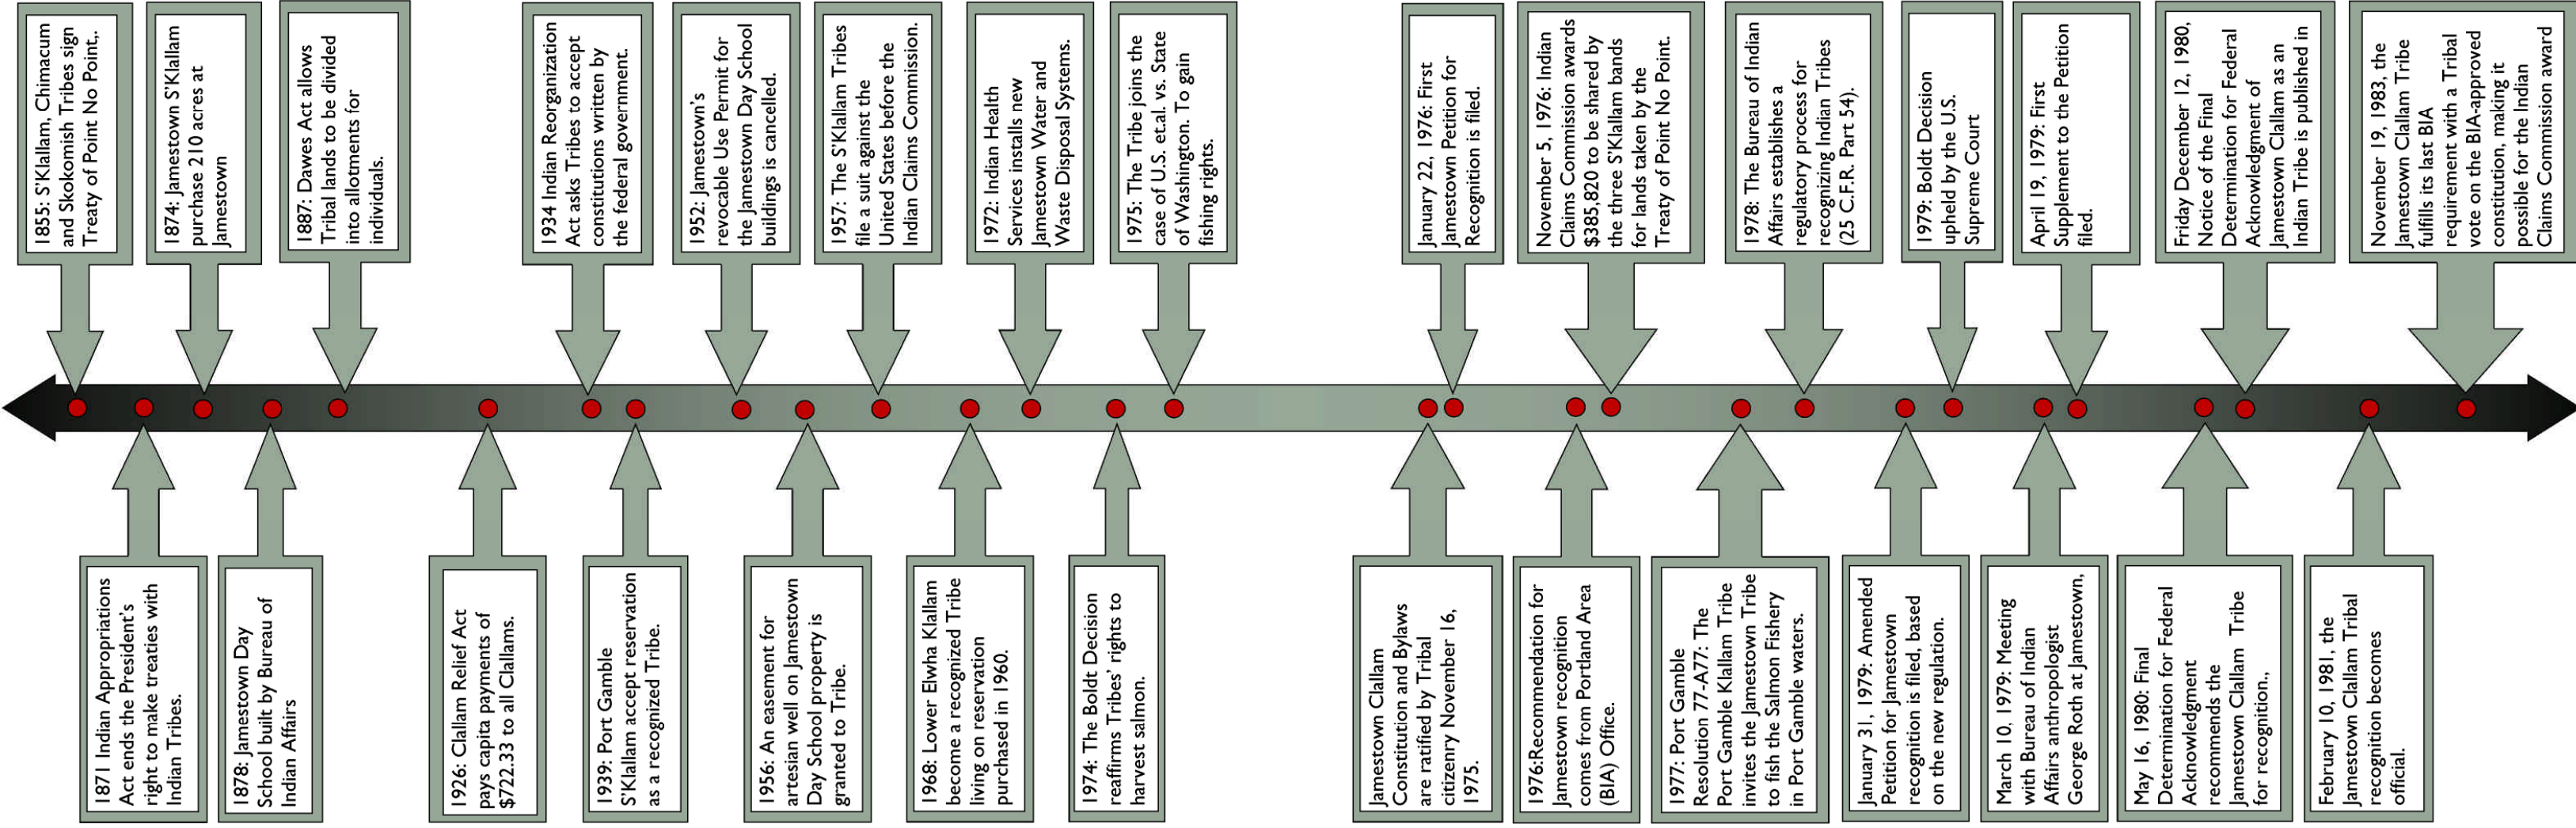 1855: S'Klallam, Chimacum
and Skokomish Tribes sign
Treaty of Point No Point,.
1874: Jamestown S'Klallam
purchase 210 acres at
Jamestown
1887: Dawes Act allows
Tribal lands to be divided
into allotments for
individuals.
1934 Indian Reorganization
Act asks Tribes to accept
constitutions written by
the federal government.
1952: Jamestown's
revocable Use Permit for
the Jamestown Day School
buildings is cancelled.
1957: The S'Klallam Tribes
file a suit against the
United States before the
Indian Claims Commission.
1972: Indian Health
Services installs new
Jamestown Water and
Waste Disposal Systems.
1975: The Tribe joins the
case of U.S. et.al. vs. State
of Washington. To gain
fishing rights.
January 22, 1976: First
Jamestown Petition for
Recognition is filed.
November 5, 1976: Indian
Claims Commission awards
$385,820 to be shared by
the three S'Klallam bands
for lands taken by the
Treaty of Point No Point.
1978: The Bureau of Indian
Affairs establishes a
regulatory process for
recognizing Indian Tribes
(25 C.F.R. Part 54).
1979: Boldt Decision
upheld by the U.S.
Supreme Court
April 19, 1979: First
Supplement to the Petition
filed.
Friday December 12, 1980,
Notice of the Final
Determination for Federal
Acknowledgment of
Jamestown Clallam as an
Indian Tribe is published in
November 19, 1983, the
Jamestown Clallam Tribe
fulfills its last BIA
requirement with a Tribal
vote on the BIA-approved
constitution, making it
possible for the Indian
Claims Commission award
1871 Indian Appropriations
Act ends the President's
right to make treaties with
Indian Tribes.
1878: Jamestown Day
School built by Bureau of
Indian Affairs
1926: Clallam Relief Act
pays capita payments of
$722.33 to all Clallams.
1939: Port Gamble
S'Klallam accept reservation
as a recognized Tribe.
1956: An easement for
artesian well on Jamestown
Day School property is
granted to Tribe.
1968: Lower Elwha Klallam
become a recognized Tribe
living on reservation
purchased in 1960.
1974: The Boldt Decision
reaffirms Tribes' rights to
harvest salmon.
Jamestown Clallam
Constitution and Bylaws
are ratified by Tribal
citizenry November 16,
1975.
1976:Recommendation for
Jamestown recognition
comes from Portland Area
(BIA) Office.
1977: Port Gamble
Resolution 77-A77: The
Port Gamble Klallam Tribe
invites the Jamestown Tribe
to fish the Salmon Fishery
in Port Gamble waters.
January 31, 1979: Amended
Petition for Jamestown
recognition is filed, based
on the new regulation.
March 10, 1979: Meeting
with Bureau of Indian
Affairs anthropologist
George Roth at Jamestown,
May 16, 1980: Final
Determination for Federal
Acknowledgment
recommends the
Jamestown Clallam Tribe
for recognition.,
February 10, 1981, the
Jamestown Clallam Tribal
recognition becomes
official.